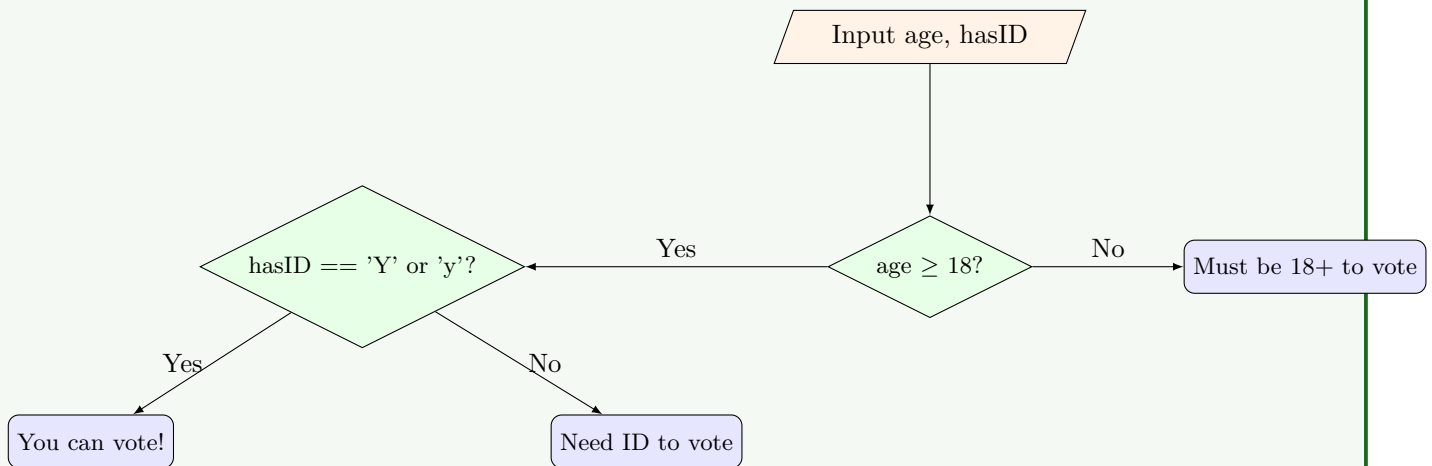 Input age, hasID
Yes
No
hasID == 'Y' or 'y'?
age ≥ 18?
Must be 18+ to vote
Yes
No
You can vote!
Need ID to vote